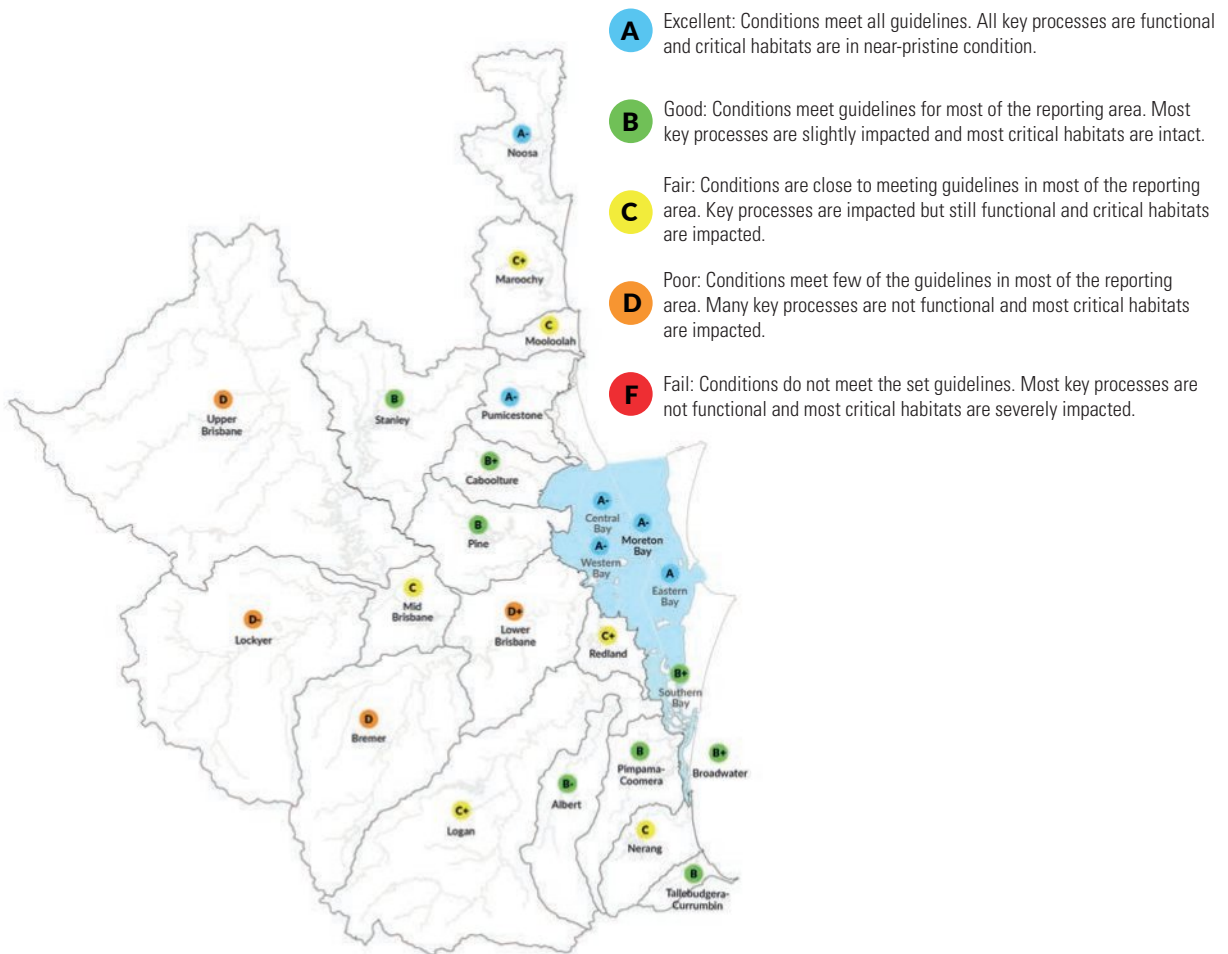 A
Excellent: Conditions meet all guidelines. All key processes are functional
and critical habitats are in near-pristine condition.
B
Good: Conditions meet guidelines for most of the reporting area. Most
key processes are slightly impacted and most critical habitats are intact.
C
Fair: Conditions are close to meeting guidelines in most of the reporting
area. Key processes are impacted but still functional and critical habitats
are impacted.
D
Poor: Conditions meet few of the guidelines in most of the reporting
area. Many key processes are not functional and most critical habitats
are impacted.
F
Fail: Conditions do not meet the set guidelines. Most key processes are
not functional and most critical habitats are severely impacted.
A-
Noosa
C+
Maroochy
C
Mooloolah
D
Upper
Brisbane
B
Stanley
A-
Pumicestone
B+
Caboolture
A-
Central
Bay
A-
Moreton
Bay
B
Pine
A-
Western
Bay
A
Eastern
Bay
C
Mid
Brisbane
D-
Lockyer
D+
Lower
Brisbane
C+
Redland
B+
Southern
Bay
D
Bremer
B
Pimpama-
Coomera
B+
Broadwater
B-
Albert
C+
Logan
C
Nerang
B
Tallebudgera-
Currumbin